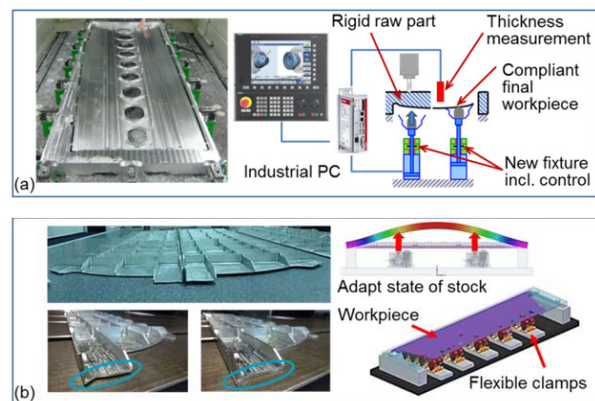 Rigid raw part
Thickness
measurement
Compliant
final
workpiece
Industrial PC
New fixture
incl. control
(a)
Adapt state of stock
Workpiece
Flexible clamps
(b)